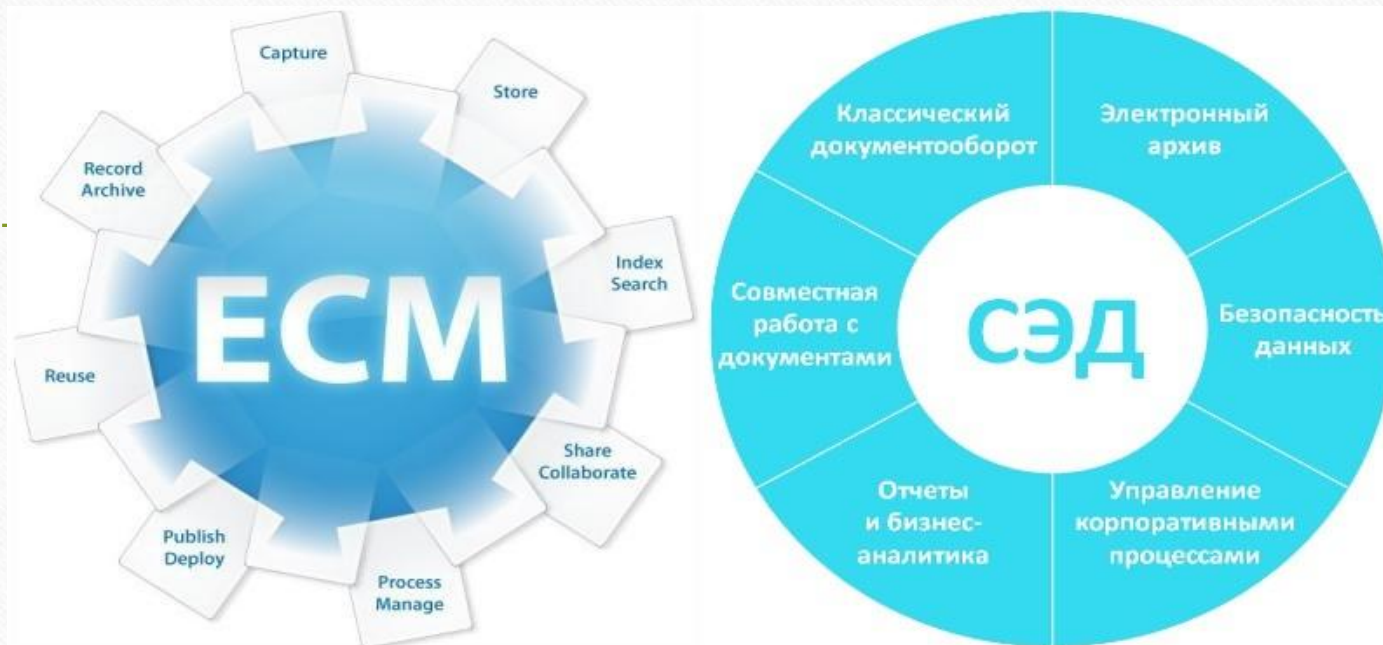 Capture
Store
Record
Archive
Index
Search
ECM
Reuse
Share
Collaborate
Publish
Deploy
Process
Manage
Классический
документооборот
Электронный
архив
Совместная
работа с
документами
СЭД
Безопасность
данных
Отчеты
и бизнес-
аналитика
Управление
корпоративными
процессами